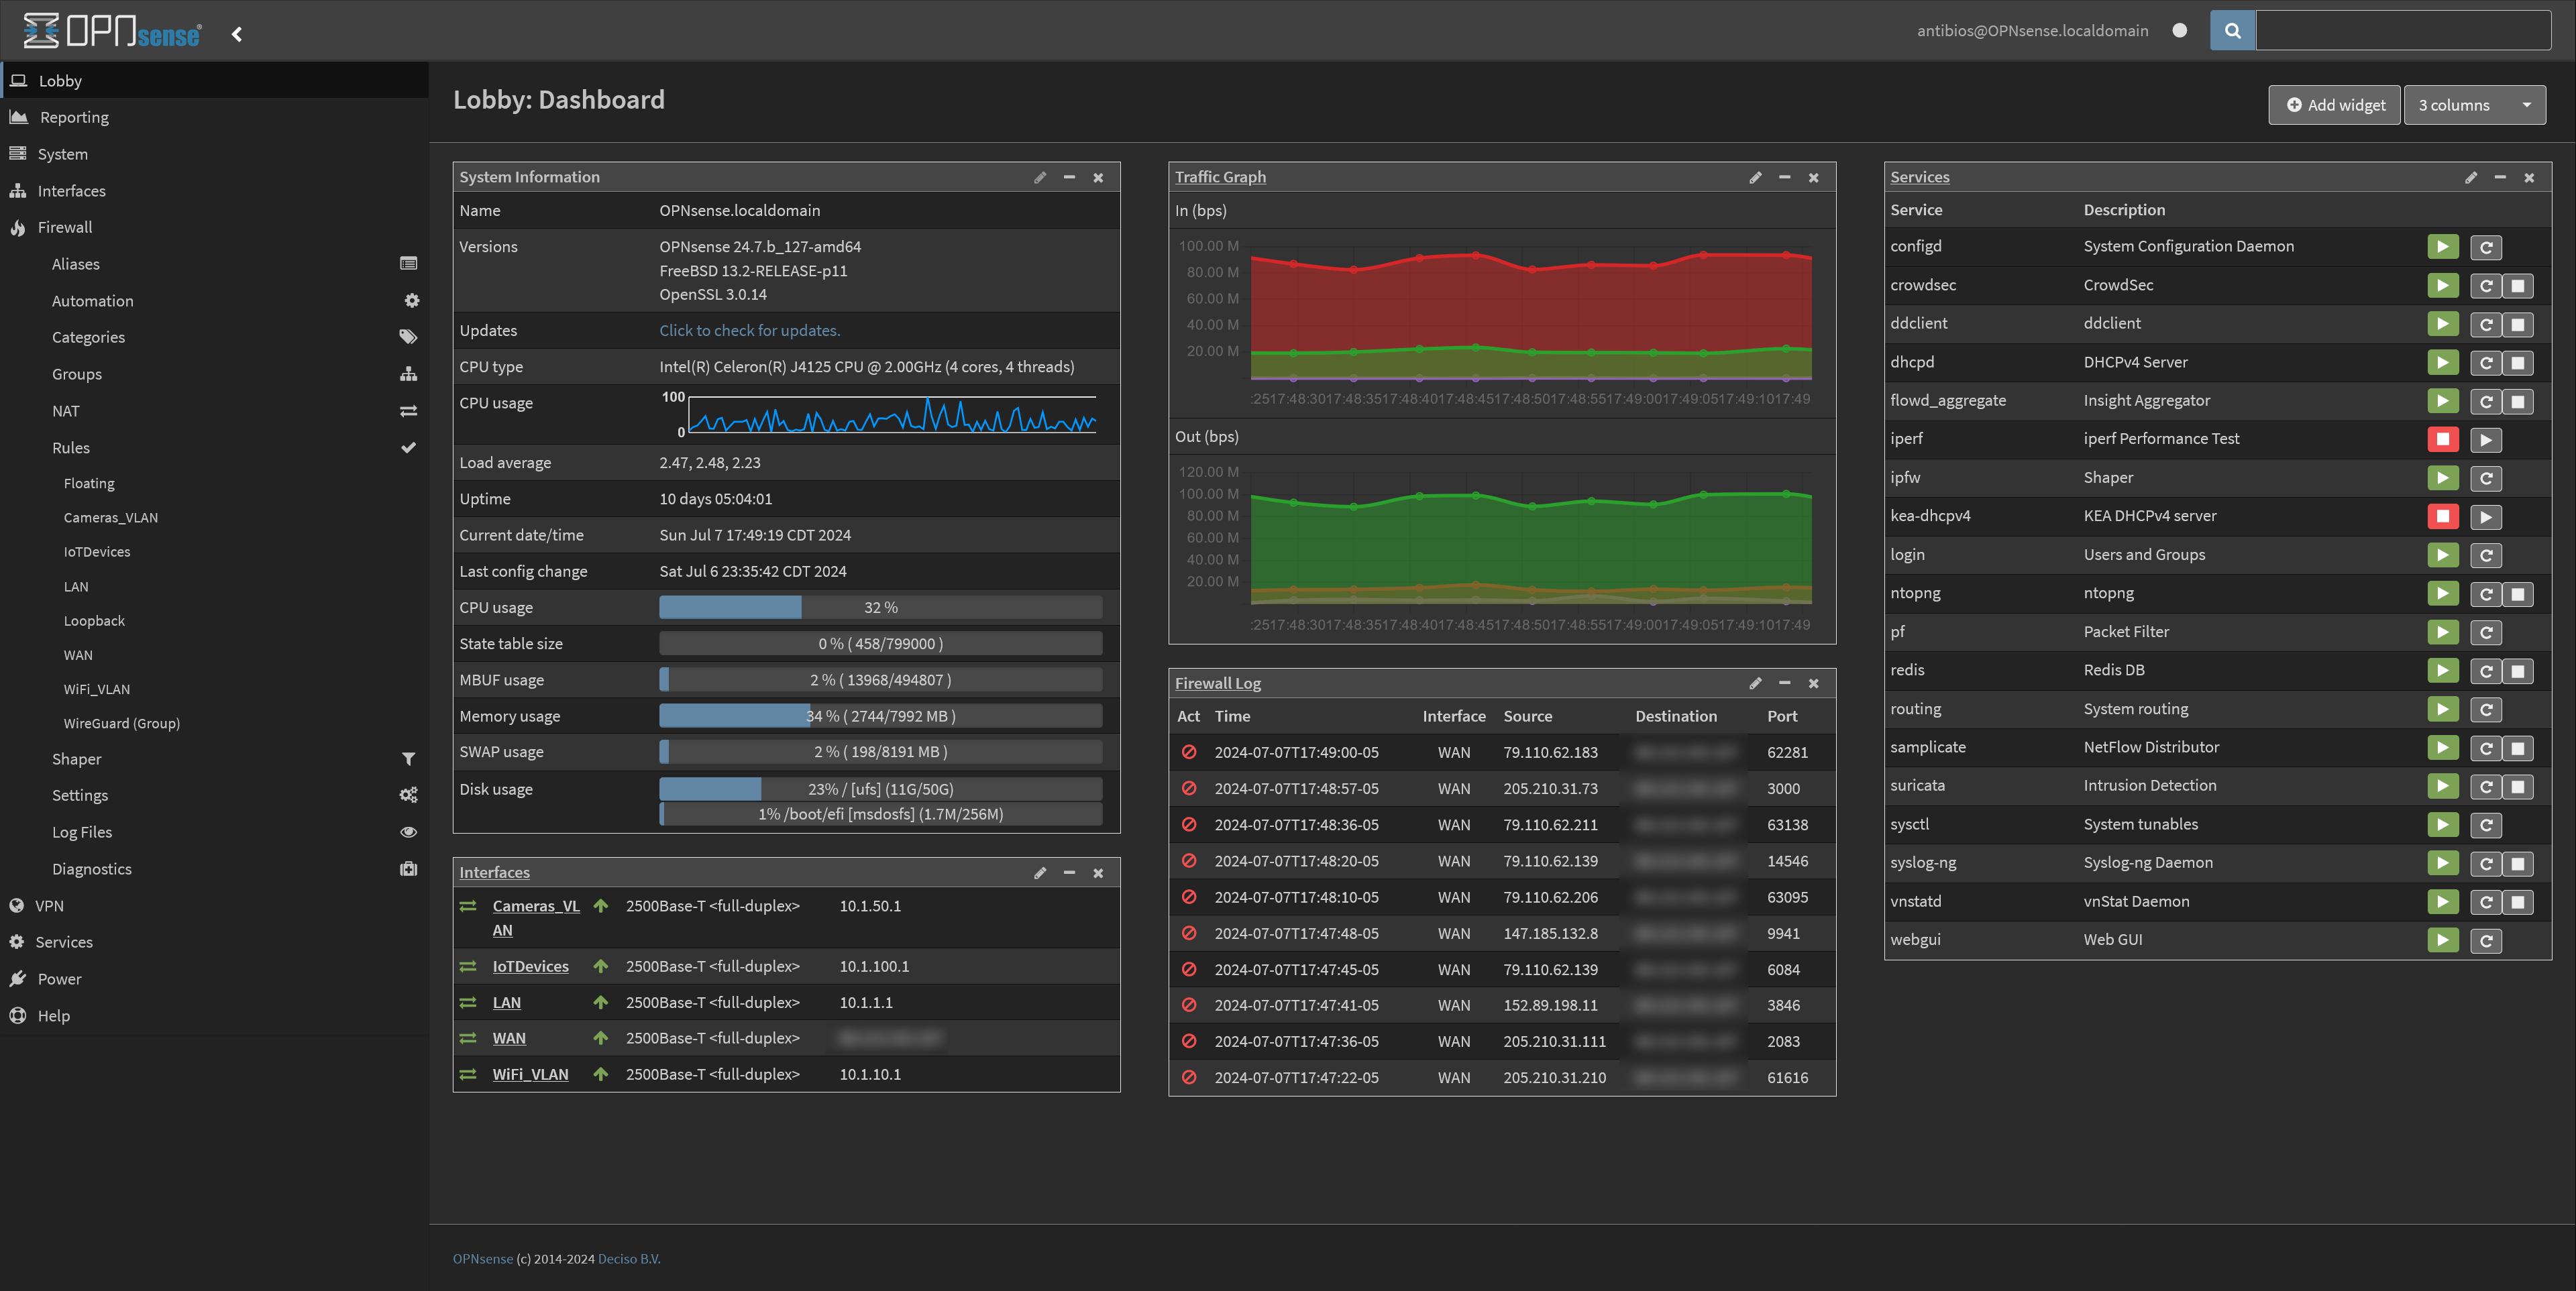 OPNsense®
antibios@OPNsense.localdomain
Lobby
Reporting
System
Interfaces
Firewall
Aliases
Automation
Categories
Groups
NAT
Rules
Floating
Cameras_VLAN
IoTDevices
LAN
Loopback
WAN
WiFi_VLAN
WireGuard (Group)
Shaper
Settings
Log Files
Diagnostics
VPN
Services
Power
Help
Lobby: Dashboard
Add widget
3 columns
System Information
Name OPNsense.localdomain
Versions OPNsense 24.7.b_127-amd64
FreeBSD 13.2-RELEASE-p11
OpenSSL 3.0.14
Updates Click to check for updates.
CPU type Intel(R) Celeron(R) J4125 CPU @ 2.00GHz (4 cores, 4 threads)
CPU usage 100
0
Load average 2.47, 2.48, 2.23
Uptime 10 days 05:04:01
Current date/time Sun Jul 7 17:49:19 CDT 2024
Last config change Sat Jul 6 23:35:42 CDT 2024
CPU usage 32 %
State table size 0 % ( 458/799000 )
MBUF usage 2 % ( 13968/494807 )
Memory usage 34 % ( 2744/7992 MB )
SWAP usage 2 % ( 198/8191 MB )
Disk usage 23% / [ufs] (11G/50G)
1% /boot/efi [msdosfs] (1.7M/256M)
Interfaces
Cameras_VL 2500Base-T <full-duplex> 10.1.50.1
AN
IoTDevices 2500Base-T <full-duplex> 10.1.100.1
LAN 2500Base-T <full-duplex> 10.1.1.1
WAN 2500Base-T <full-duplex>
WiFi_VLAN 2500Base-T <full-duplex> 10.1.10.1
Traffic Graph
In (bps)
100.00 M
80.00 M
60.00 M
40.00 M
20.00 M
:2517:48:3017:48:3517:48:4017:48:4517:48:5017:48:5517:49:0017:49:0517:49:1017:49
Out (bps)
120.00 M
100.00 M
80.00 M
60.00 M
40.00 M
20.00 M
:2517:48:3017:48:3517:48:4017:48:4517:48:5017:48:5517:49:0017:49:0517:49:1017:49
Firewall Log
Act Time Interface Source Destination Port
2024-07-07T17:49:00-05 WAN 79.110.62.183 62281
2024-07-07T17:48:57-05 WAN 205.210.31.73 3000
2024-07-07T17:48:36-05 WAN 79.110.62.211 63138
2024-07-07T17:48:20-05 WAN 79.110.62.139 14546
2024-07-07T17:48:10-05 WAN 79.110.62.206 63095
2024-07-07T17:47:48-05 WAN 147.185.132.8 9941
2024-07-07T17:47:45-05 WAN 79.110.62.139 6084
2024-07-07T17:47:41-05 WAN 152.89.198.11 3846
2024-07-07T17:47:36-05 WAN 205.210.31.111 2083
2024-07-07T17:47:22-05 WAN 205.210.31.210 61616
Services
Service Description
configd System Configuration Daemon
crowdsec CrowdSec
ddclient ddclient
dhcpd DHCPv4 Server
flowd_aggregate Insight Aggregator
iperf iperf Performance Test
ipfw Shaper
kea-dhcpv4 KEA DHCPv4 server
login Users and Groups
ntopng ntopng
pf Packet Filter
redis Redis DB
routing System routing
samplicate NetFlow Distributor
suricata Intrusion Detection
sysctl System tunables
syslog-ng Syslog-ng Daemon
vnstatd vnStat Daemon
webgui Web GUI
OPNsense (c) 2014-2024 Deciso B.V.